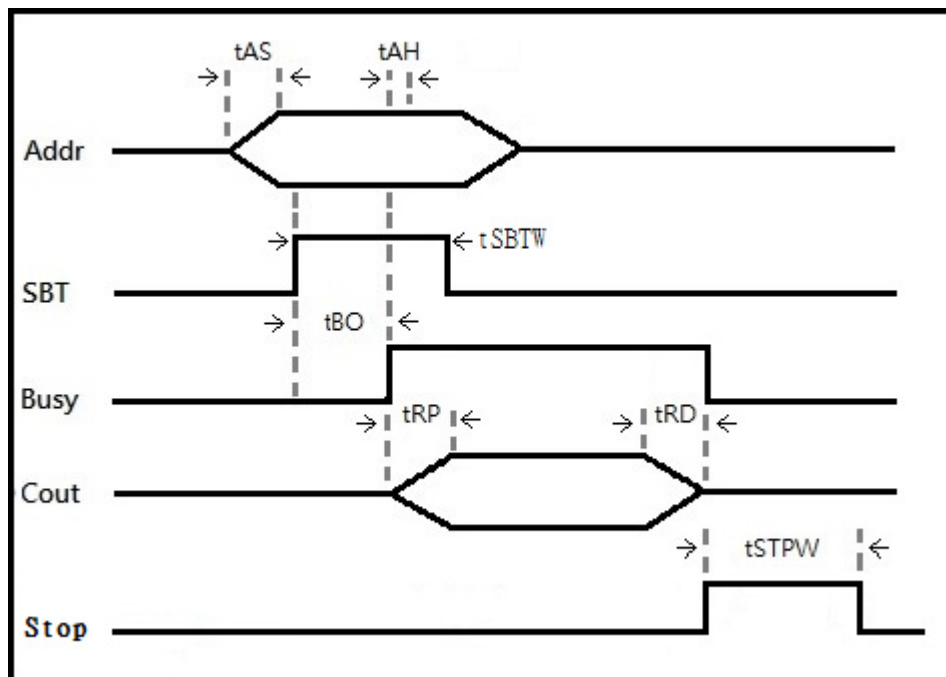 tAS tAH
Addr
tSBTW
SBT
tBO
Busy
tRP tRD
Cout
tSTPW
Stop